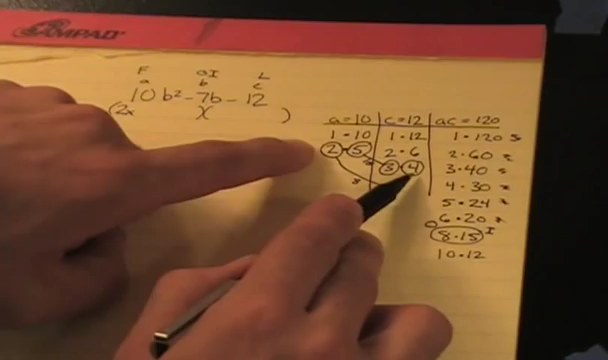 AMPAD
F OI L
a b c
10b² - 7b - 12
(2x )( )
a=10 c=12 ac=120
1·10 1·12 1·120 s
2·5 2·6 2·60 z
3·4 3·40 s
4·30 z
5·24 z
6·20 z
O 8·15 I
10·12